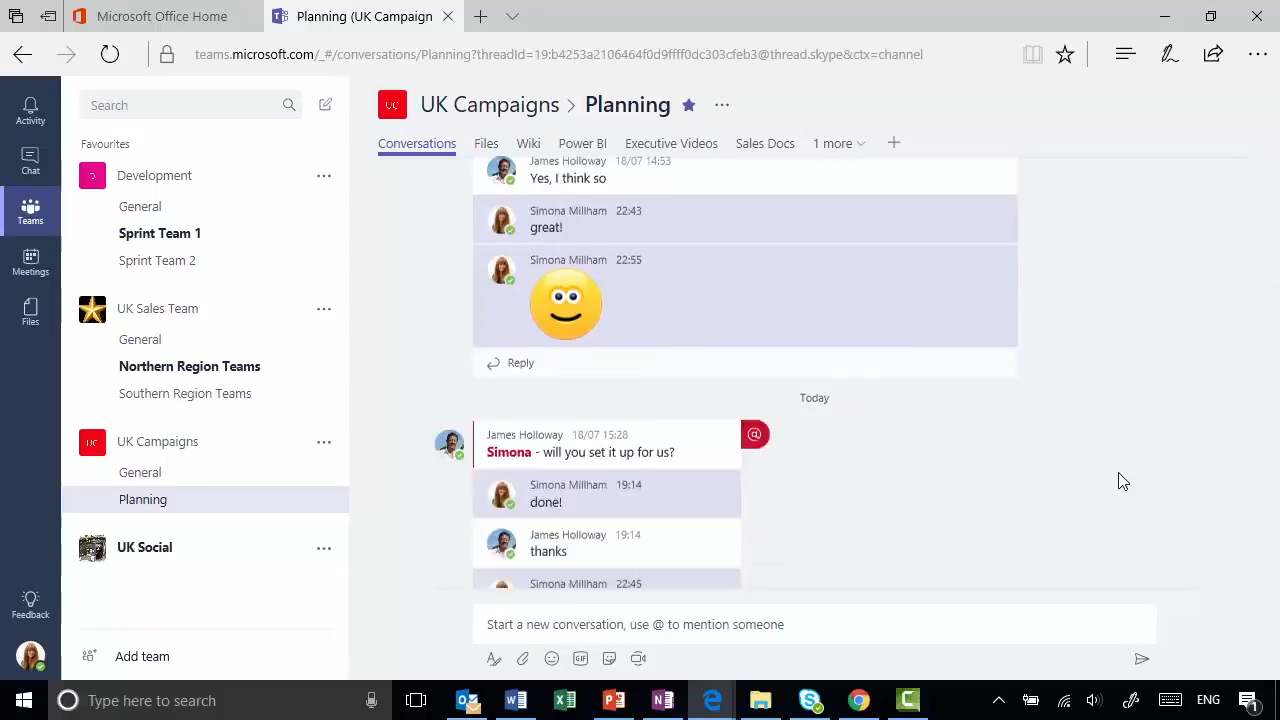 Microsoft Office Home
Planning (UK Campaign
teams.microsoft.com/_#/conversations/Planning?threadId=19:b4253a2106464f0d9ffff0dc303cfeb3@thread.skype&ctx=channel
Activity
Chat
Teams
Meetings
Files
Feedback
Search
Favourites
D
Development
General
Sprint Team 1
Sprint Team 2
UK Sales Team
General
Northern Region Teams
Southern Region Teams
UC
UK Campaigns
General
Planning
UK Social
Add team
UC
UK Campaigns > Planning
Conversations Files Wiki Power BI Executive Videos Sales Docs 1 more
James Holloway 18/07 14:53
Yes, I think so
Simona Millham 22:43
great!
Simona Millham 22:55
Reply
Today
James Holloway 18/07 15:28
@
Simona - will you set it up for us?
Simona Millham 19:14
done!
James Holloway 19:14
thanks
Simona Millham 22:45
Start a new conversation, use @ to mention someone
GIF
Type here to search
ENG
1